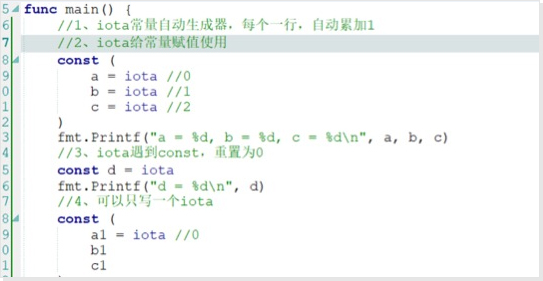 5 func main() {
6 //1、iota常量自动生成器，每个一行，自动累加1
7 //2、iota给常量赋值使用
8 const (
9 a = iota //0
0 b = iota //1
1 c = iota //2
2 )
3 fmt.Printf("a = %d, b = %d, c = %d\n", a, b, c)
4 //3、iota遇到const，重置为0
5 const d = iota
6 fmt.Printf("d = %d\n", d)
7 //4、可以只写一个iota
8 const (
9 a1 = iota //0
0 b1
1 c1